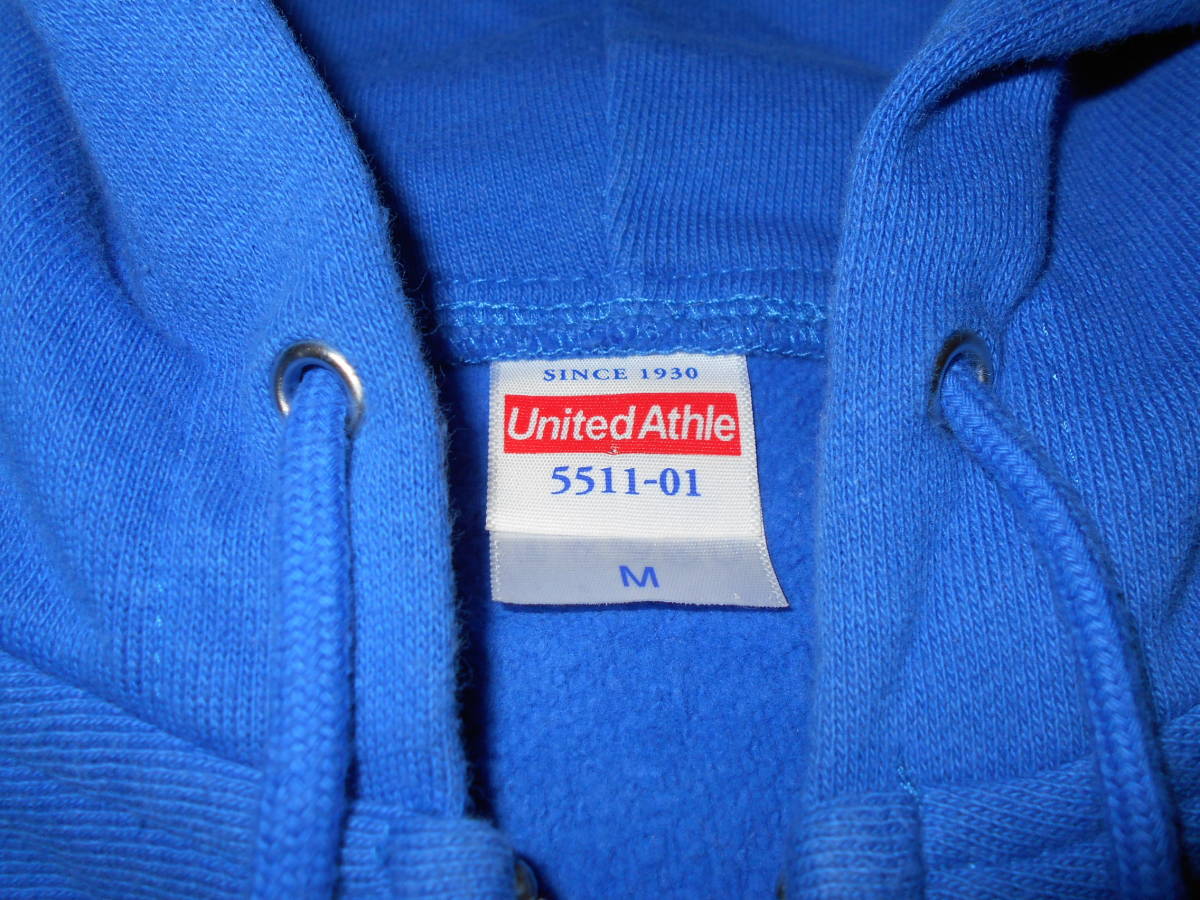 SINCE 1930
United Athle
5511-01
M